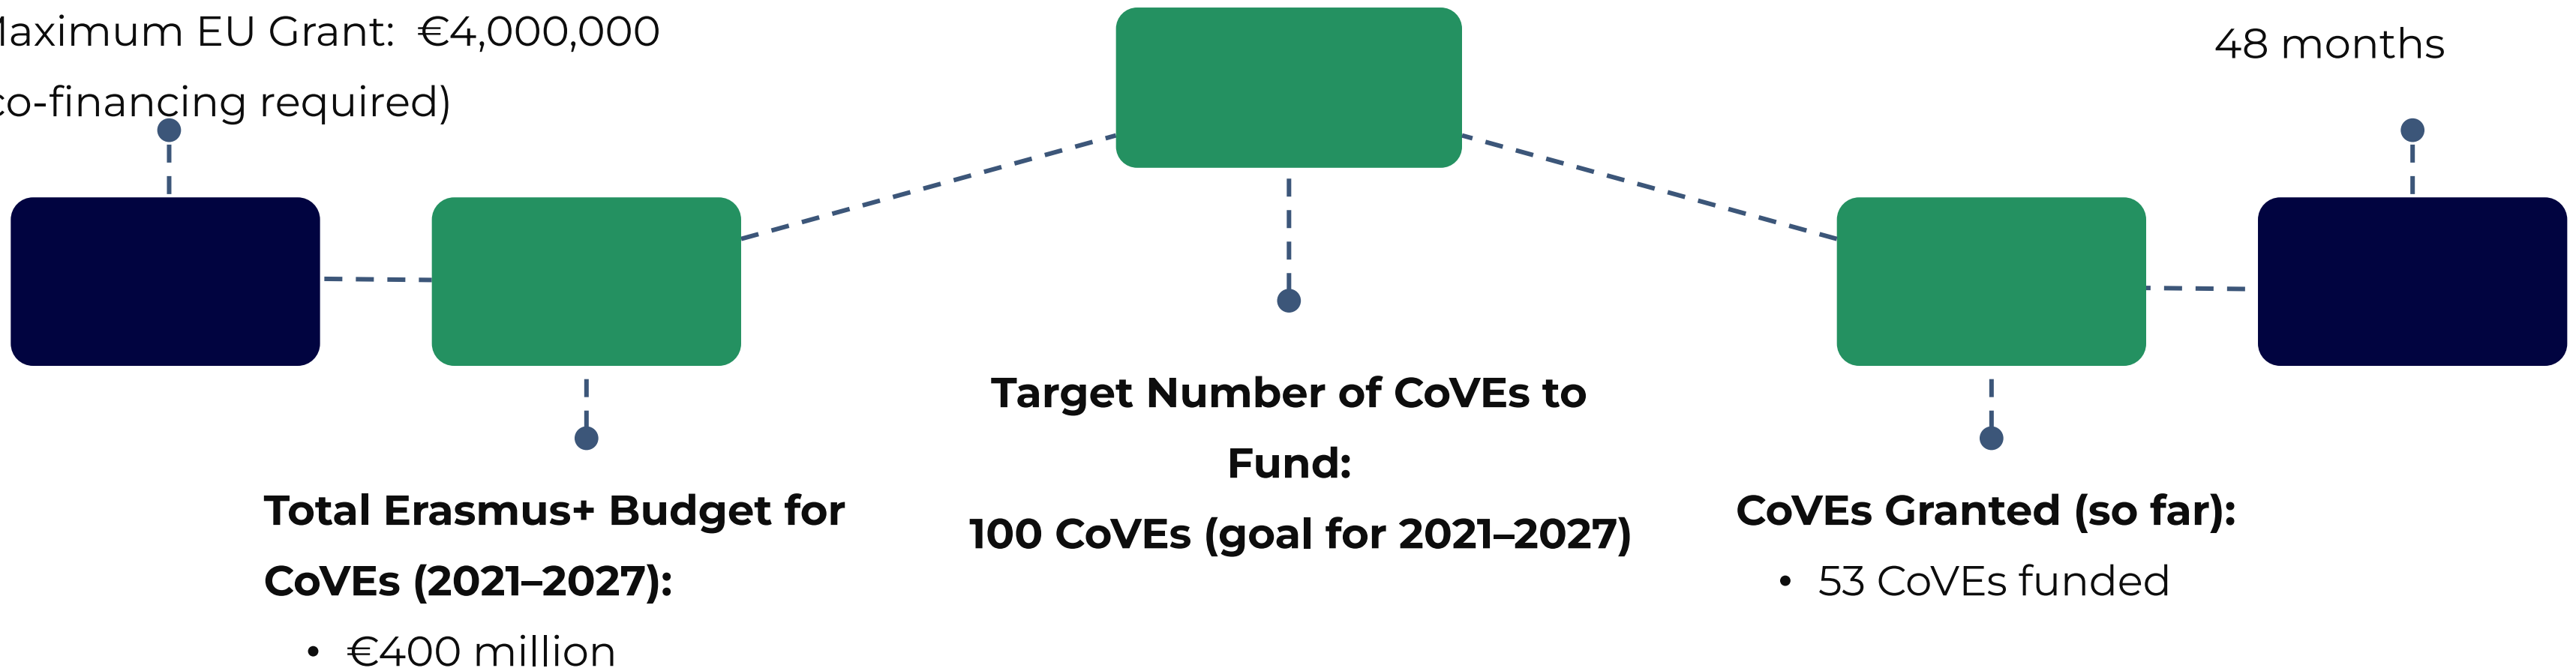 Maximum EU Grant: €4,000,000
co-financing required)
48 months
Total Erasmus+ Budget for
CoVEs (2021–2027):
• €400 million
Target Number of CoVEs to
Fund:
100 CoVEs (goal for 2021–2027)
CoVEs Granted (so far):
• 53 CoVEs funded